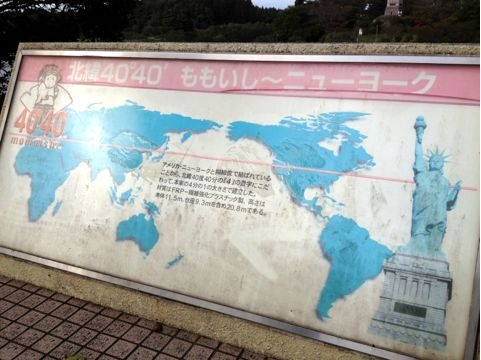 北緯40°40′ ももいし～ニューヨーク
40°40′
momoishi
アメリカ・ニューヨークと同緯度で結ばれている
ことから、北緯40度40分の「4」の数字にこだ
わって、本家の4分の1の大きさで建立した。
材質はFRP－繊維強化プラスチック製、高さは
本体11.5m、台座9.3mを含め20.8mである。